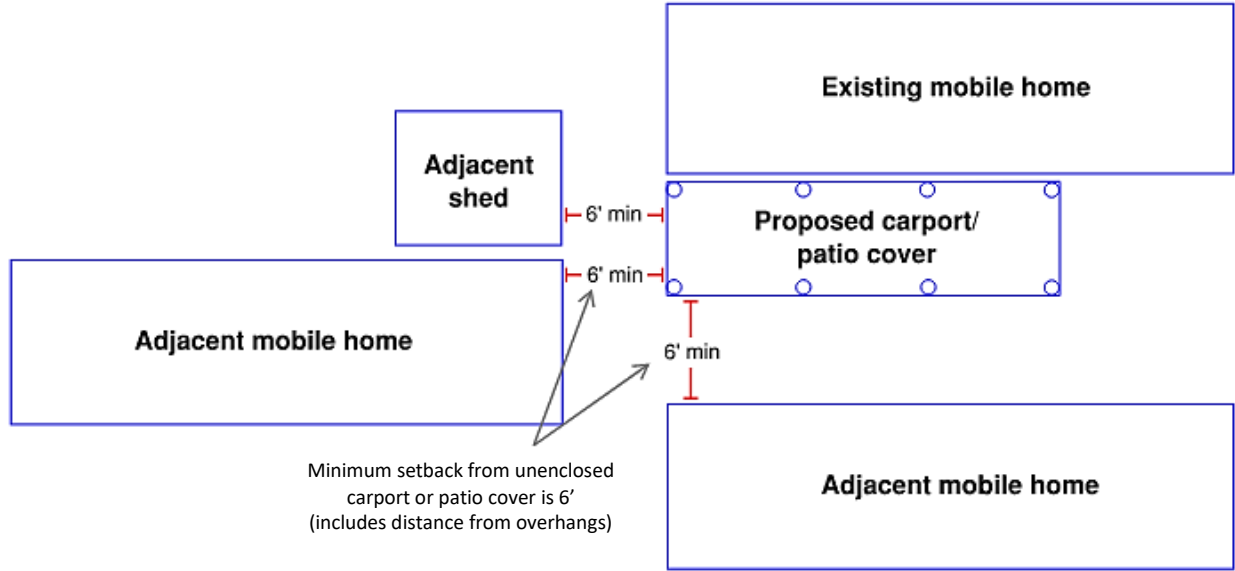 Existing mobile home
Adjacent
shed
6' min
Proposed carport/
patio cover
6' min
Adjacent mobile home
6' min
Minimum setback from unenclosed
carport or patio cover is 6’
(includes distance from overhangs)
Adjacent mobile home